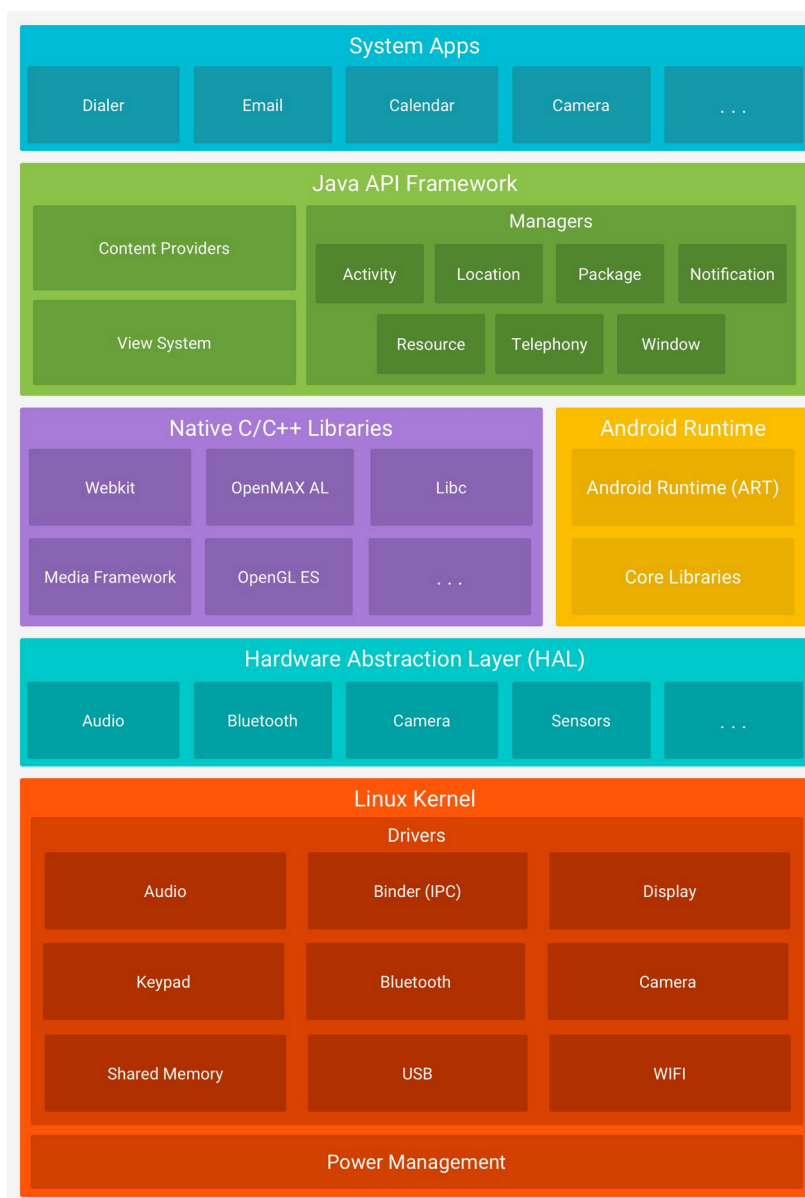 System Apps
Dialer
Email
Calendar
Camera
. . .
Java API Framework
Content Providers
View System
Managers
Activity
Location
Package
Notification
Resource
Telephony
Window
Native C/C++ Libraries
Webkit
OpenMAX AL
Libc
Media Framework
OpenGL ES
. . .
Android Runtime
Android Runtime (ART)
Core Libraries
Hardware Abstraction Layer (HAL)
Audio
Bluetooth
Camera
Sensors
. . .
Linux Kernel
Drivers
Audio
Binder (IPC)
Display
Keypad
Bluetooth
Camera
Shared Memory
USB
WIFI
Power Management